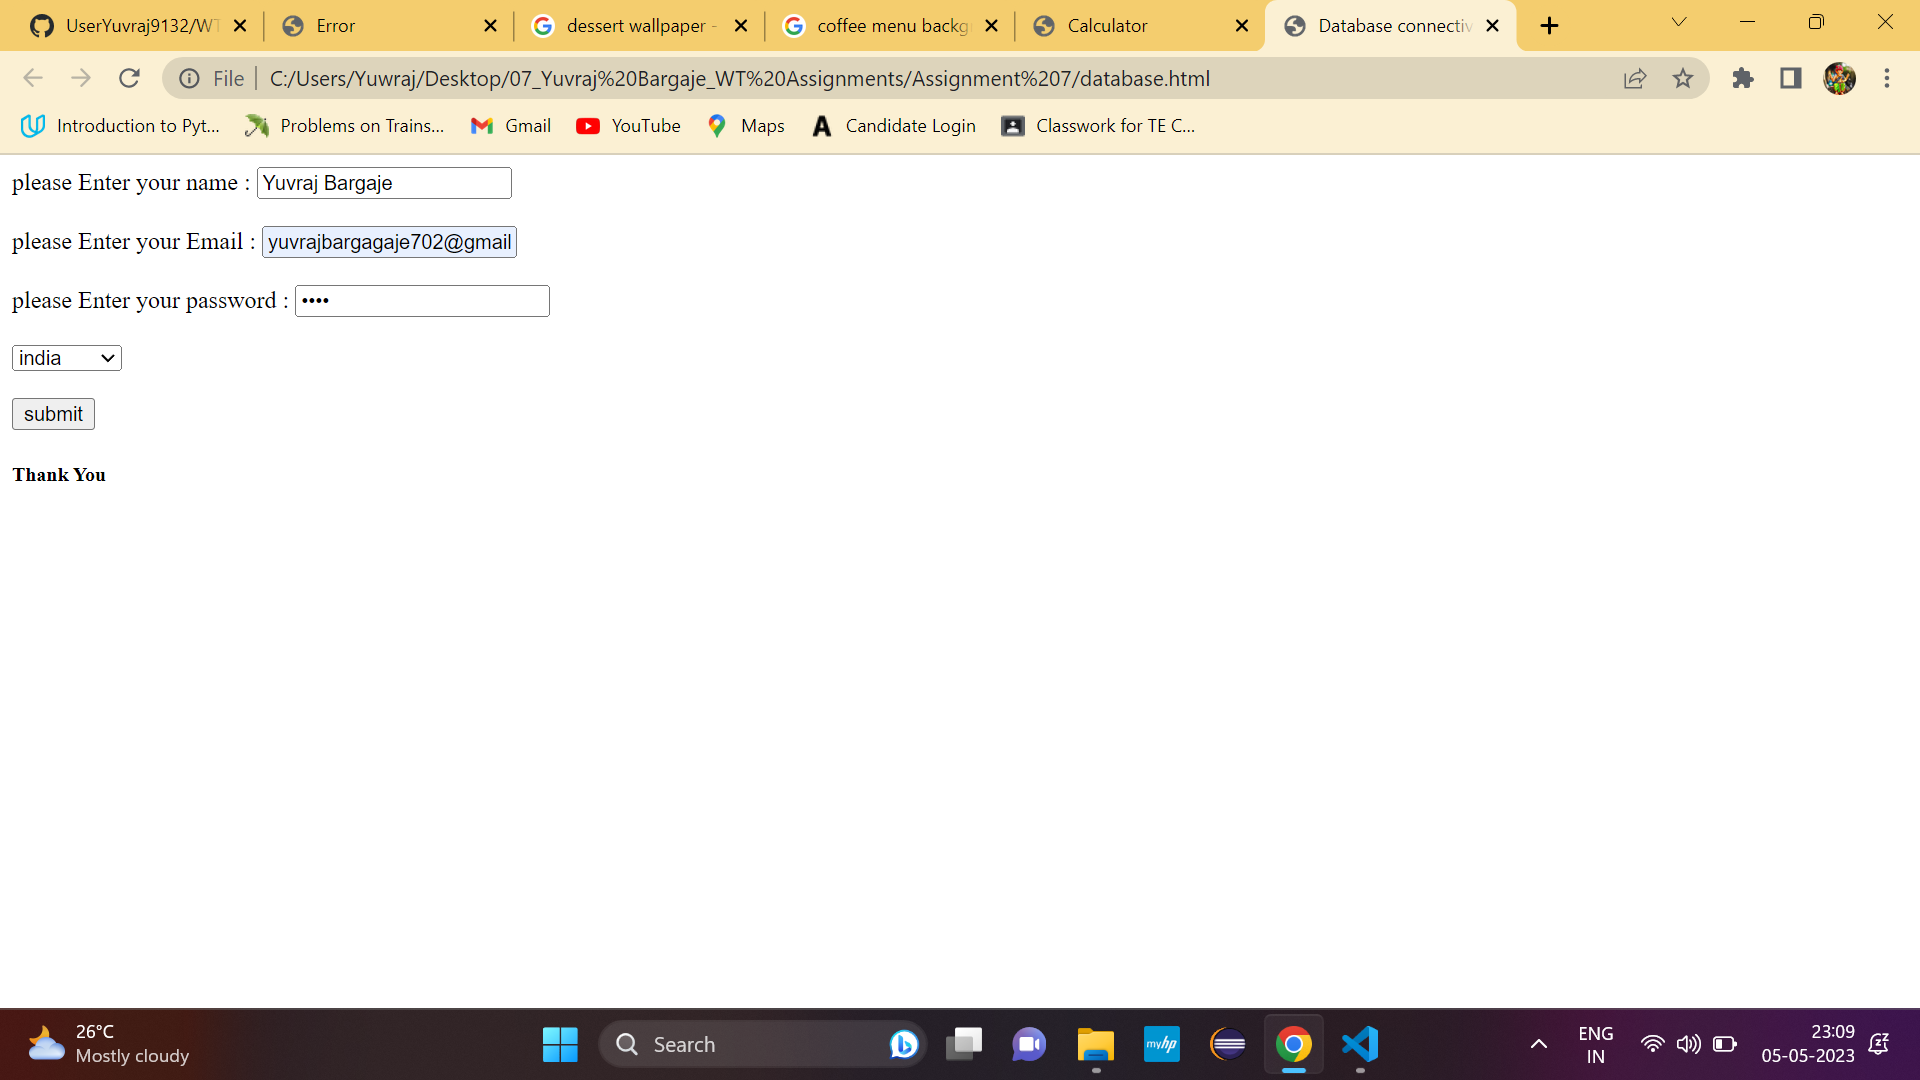 UserYuvraj9132/WT
Error
dessert wallpaper -
coffee menu backg
Calculator
Database connectiv
File
C:/Users/Yuwraj/Desktop/07_Yuvraj%20Bargaje_WT%20Assignments/Assignment%207/database.html
Introduction to Pyt...
Problems on Trains...
Gmail
YouTube
Maps
A
Candidate Login
Classwork for TE C...
please Enter your name : Yuvraj Bargaje
please Enter your Email : yuvrajbargagaje702@gmail
please Enter your password : ••••
india
submit
Thank You
26°C
Mostly cloudy
Search
myhp
ENG
IN
23:09
05-05-2023